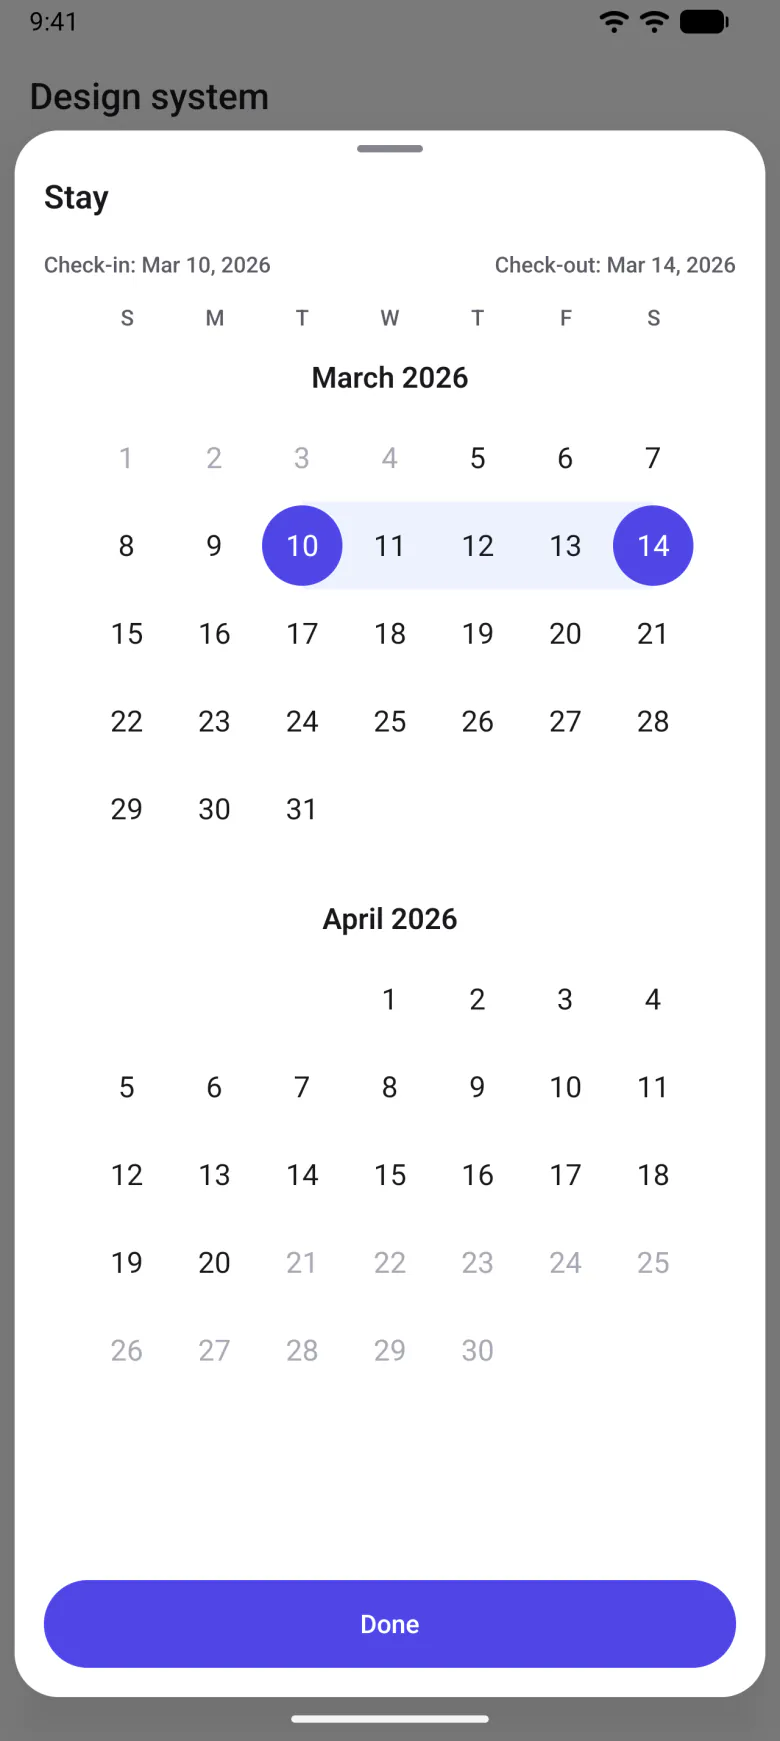 9:41
Design system
Stay
Check-in: Mar 10, 2026 Check-out: Mar 14, 2026
S M T W T F S
March 2026
1 2 3 4 5 6 7
8 9 10 11 12 13 14
15 16 17 18 19 20 21
22 23 24 25 26 27 28
29 30 31
April 2026
1 2 3 4
5 6 7 8 9 10 11
12 13 14 15 16 17 18
19 20 21 22 23 24 25
26 27 28 29 30
Done